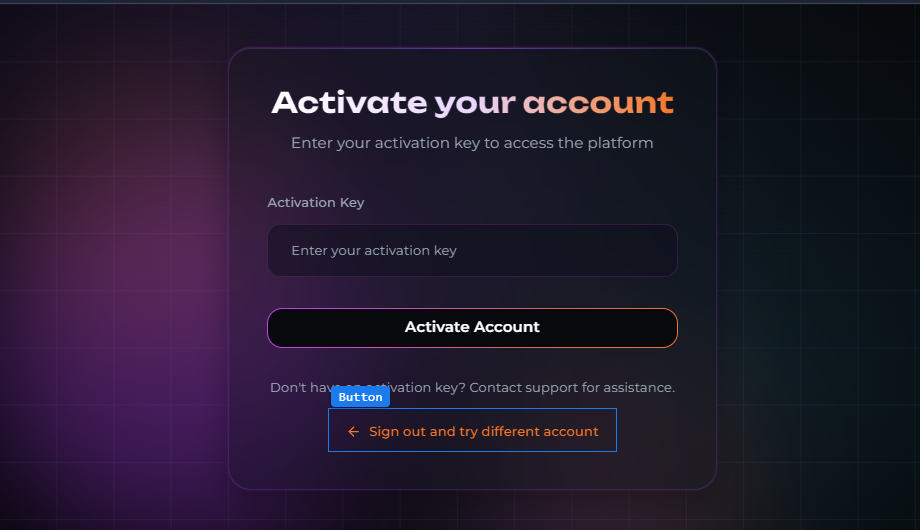 Activate your account
Enter your activation key to access the platform
Activation Key
Enter your activation key
Activate Account
Don't have an activation key? Contact support for assistance.
Button
← Sign out and try different account